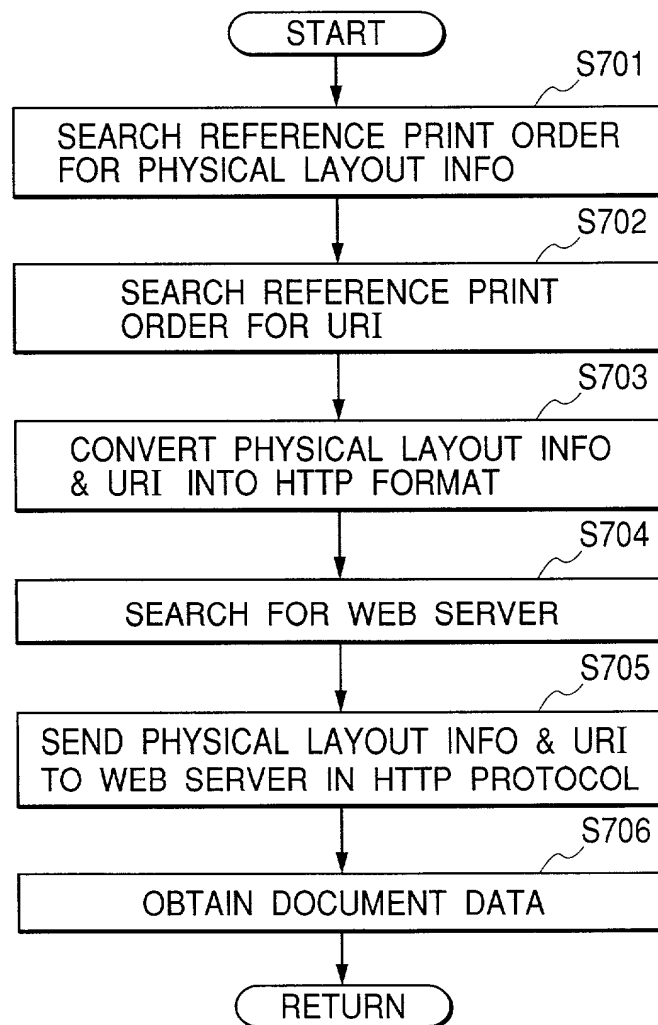 START
S701
SEARCH REFERENCE PRINT ORDER
FOR PHYSICAL LAYOUT INFO
S702
SEARCH REFERENCE PRINT
ORDER FOR URI
S703
CONVERT PHYSICAL LAYOUT INFO
& URI INTO HTTP FORMAT
S704
SEARCH FOR WEB SERVER
S705
SEND PHYSICAL LAYOUT INFO & URI
TO WEB SERVER IN HTTP PROTOCOL
S706
OBTAIN DOCUMENT DATA
RETURN